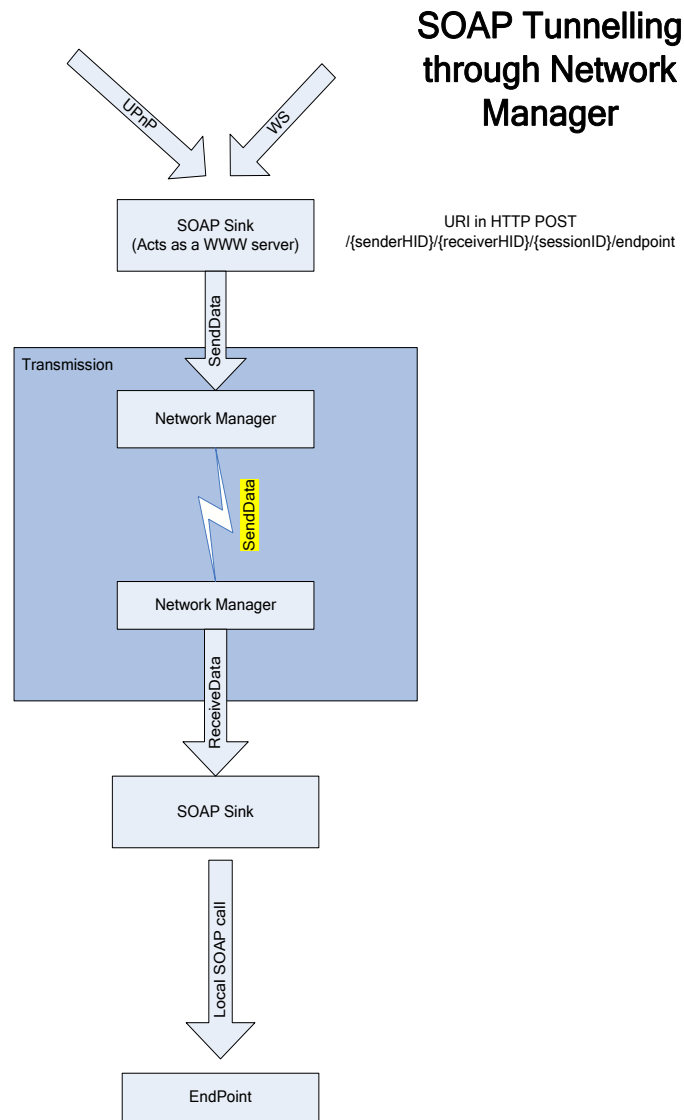 SOAP Tunnelling
through Network
Manager
UPnP
WS
SOAP Sink
(Acts as a WWW server)
URI in HTTP POST
/{senderHID}/{receiverHID}/{sessionID}/endpoint
SendData
Transmission
Network Manager
SendData
Network Manager
ReceiveData
SOAP Sink
Local SOAP call
EndPoint